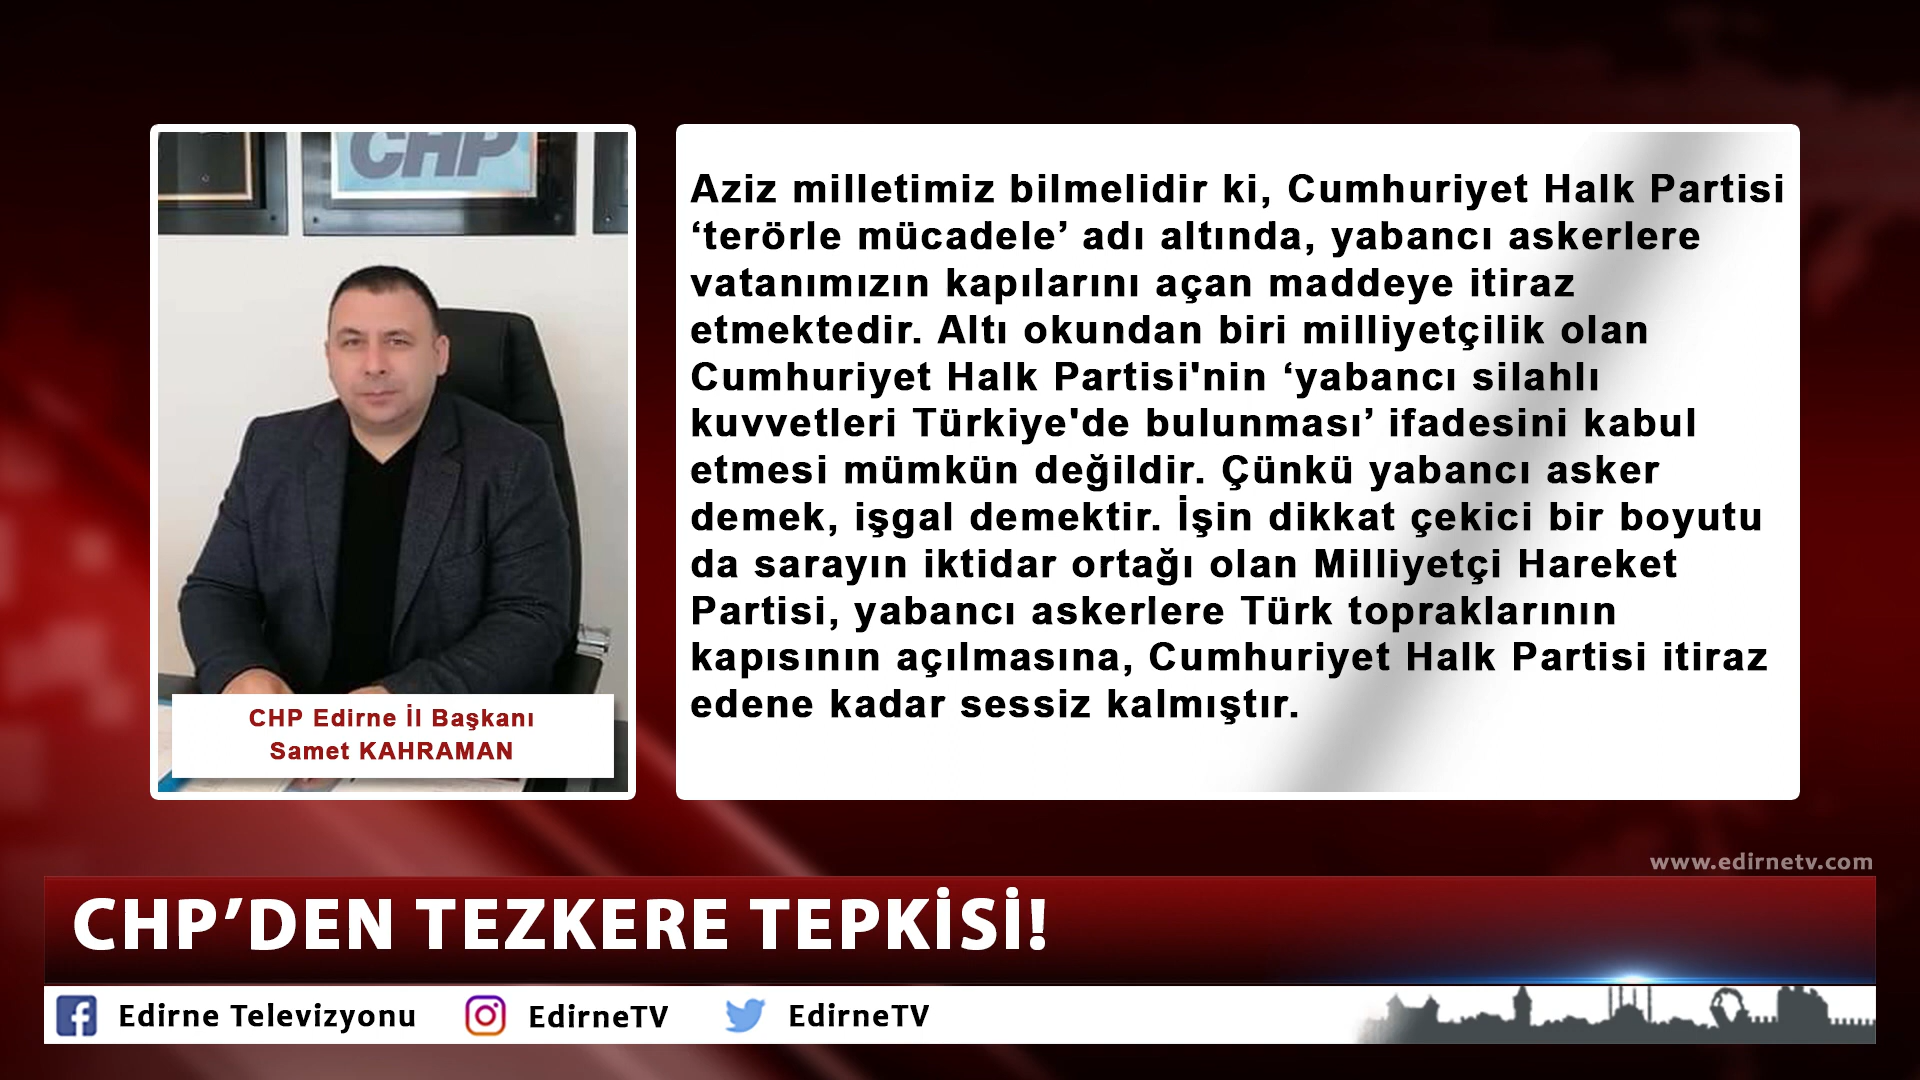 CHP
Aziz milletimiz bilmelidir ki, Cumhuriyet Halk Partisi
‘terörle mücadele’ adı altında, yabancı askerlere
vatanımızın kapılarını açan maddeye itiraz
etmektedir. Altı okundan biri milliyetçilik olan
Cumhuriyet Halk Partisi'nin ‘yabancı silahlı
kuvvetleri Türkiye'de bulunması’ ifadesini kabul
etmesi mümkün değildir. Çünkü yabancı asker
demek, işgal demektir. İşin dikkat çekici bir boyutu
da sarayın iktidar ortağı olan Milliyetçi Hareket
Partisi, yabancı askerlere Türk topraklarının
kapısının açılmasına, Cumhuriyet Halk Partisi itiraz
edene kadar sessiz kalmıştır.
CHP Edirne İl Başkanı
Samet KAHRAMAN
www.edirnetv.com
CHP’DEN TEZKERE TEPKİSİ!
Edirne Televizyonu
EdirneTV
EdirneTV